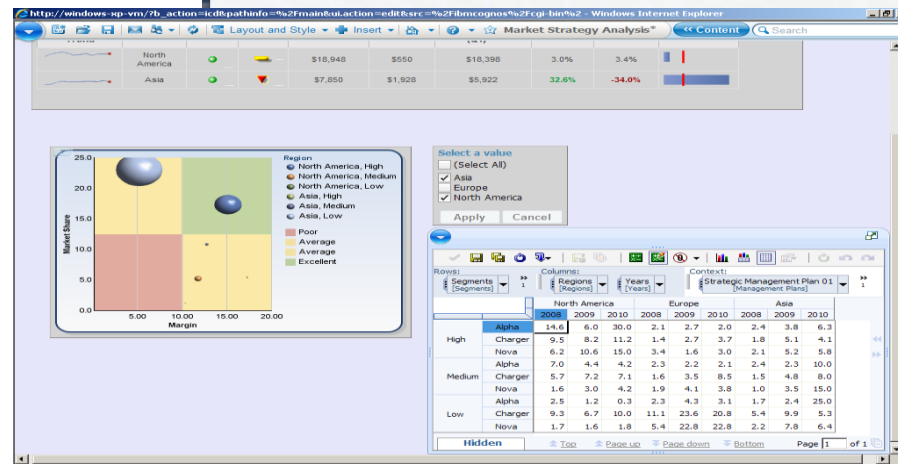 http://windows-xp-vm/?b_action=icd&pathinfo=%2Fmain&ui.action=edit&src=%2Fibmcognos%2Fcgi-bin%2 - Windows Internet Explorer
Layout and Style Insert Market Strategy Analysis* << Content Search
North America $18,948 $550 $18,398 3.0% 3.4%
Asia $7,850 $1,928 $5,922 32.6% -34.0%
25.0
20.0
15.0
10.0
5.0
0.0
Market Share
5.00 10.00 15.00 20.00
Margin
Region
North America, High
North America, Medium
North America, Low
Asia, High
Asia, Medium
Asia, Low
Poor
Average
Average
Excellent
Select a value
(Select All)
Asia
Europe
North America
Apply Cancel
Rows: Columns: Context:
Segments Regions Years Strategic Management Plan 01
[Segments] 1 [Regions] [Years] [Management Plans] 1
North America Europe Asia
2008 2009 2010 2008 2009 2010 2008 2009 2010
High Alpha 14.6 6.0 30.0 2.1 2.7 2.0 2.4 3.8 6.3
Charger 9.5 8.2 11.2 1.4 2.7 3.7 1.8 5.1 4.1
Nova 6.2 10.6 15.0 3.4 1.6 3.0 2.1 5.2 5.8
Medium Alpha 7.0 4.4 4.2 2.3 2.2 2.1 2.4 2.3 10.0
Charger 5.7 7.2 7.1 1.6 3.5 8.5 1.5 4.8 8.0
Nova 1.6 3.0 4.2 1.9 4.1 3.8 1.0 3.5 15.0
Low Alpha 2.5 1.2 0.3 2.3 4.3 3.1 1.7 2.4 25.0
Charger 9.3 6.7 10.0 11.1 23.6 20.8 5.4 9.9 5.3
Nova 1.7 1.6 1.8 5.4 22.8 22.8 2.2 7.8 6.4
Hidden Top Page up Page down Bottom Page 1 of 1